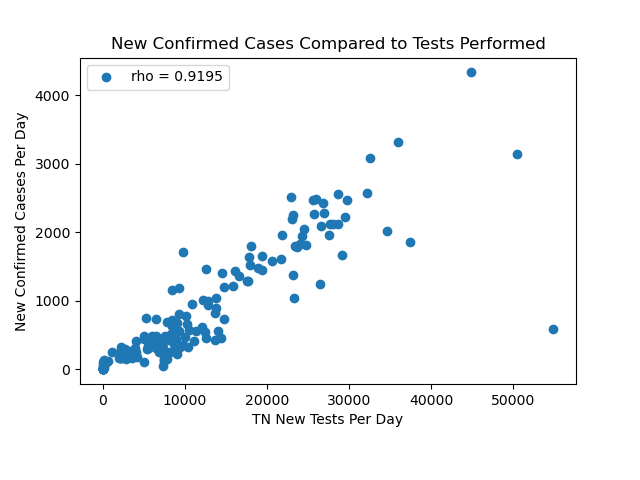 New Confirmed Cases Compared to Tests Performed
rho = 0.9195
New Confirmed Caeses Per Day
4000
3000
2000
1000
0
0 10000 20000 30000 40000 50000
TN New Tests Per Day